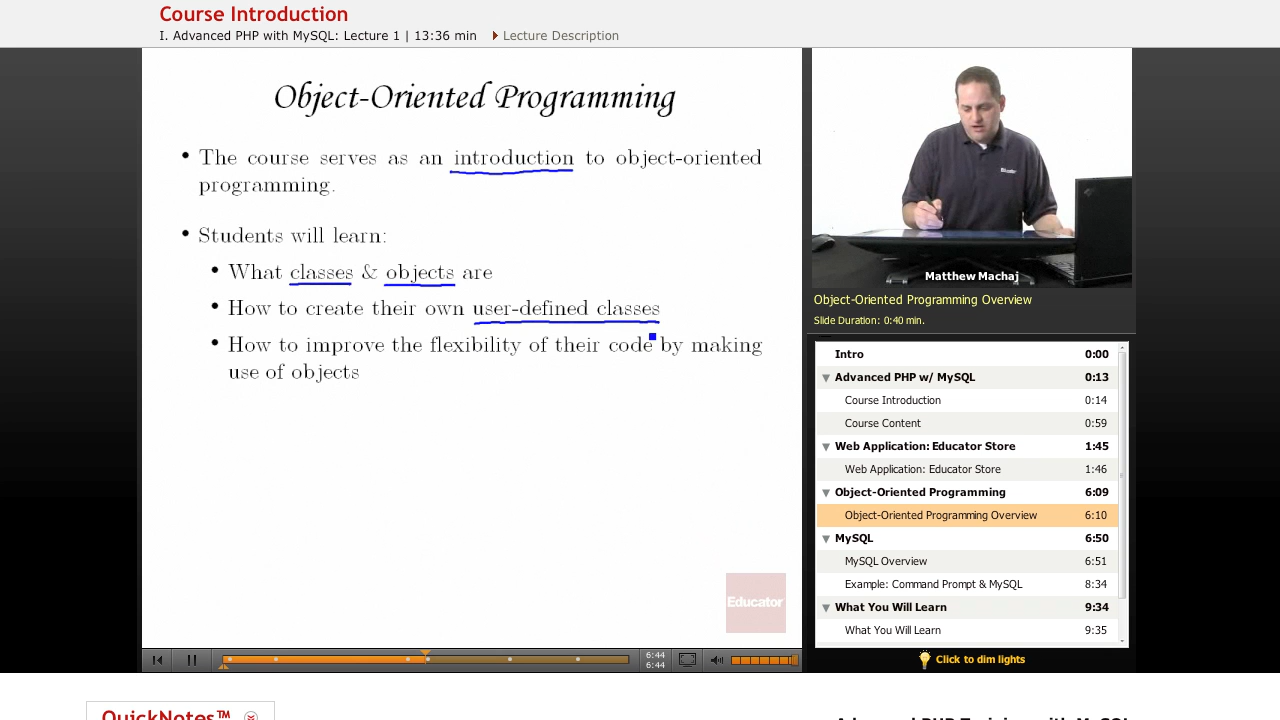 Course Introduction
I. Advanced PHP with MySQL: Lecture 1 | 13:36 min Lecture Description
Object-Oriented Programming
• The course serves as an introduction to object-oriented
programming.
• Students will learn:
• What classes & objects are
• How to create their own user-defined classes
• How to improve the flexibility of their code by making
use of objects
Educator
6:44
6:44
Matthew Machaj
Object-Oriented Programming Overview
Slide Duration: 0:40 min.
Intro 0:00
Advanced PHP w/ MySQL 0:13
Course Introduction 0:14
Course Content 0:59
Web Application: Educator Store 1:45
Web Application: Educator Store 1:46
Object-Oriented Programming 6:09
Object-Oriented Programming Overview 6:10
MySQL 6:50
MySQL Overview 6:51
Example: Command Prompt & MySQL 8:34
What You Will Learn 9:34
What You Will Learn 9:35
Click to dim lights
QuickNotes™
Advanced PHP Training with MySQL